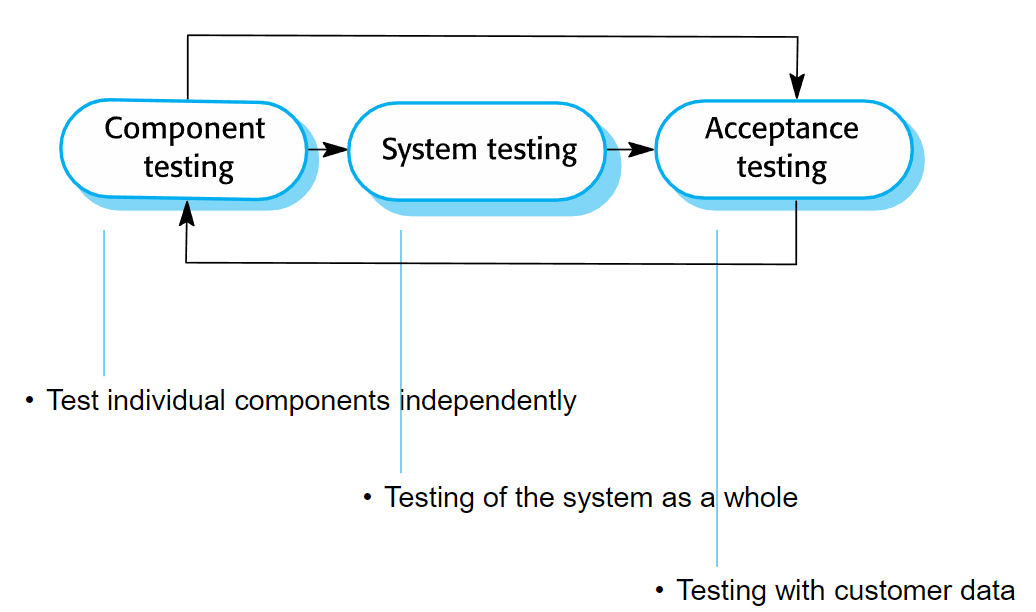 Component
testing
System testing
Acceptance
testing
• Test individual components independently
• Testing of the system as a whole
• Testing with customer data